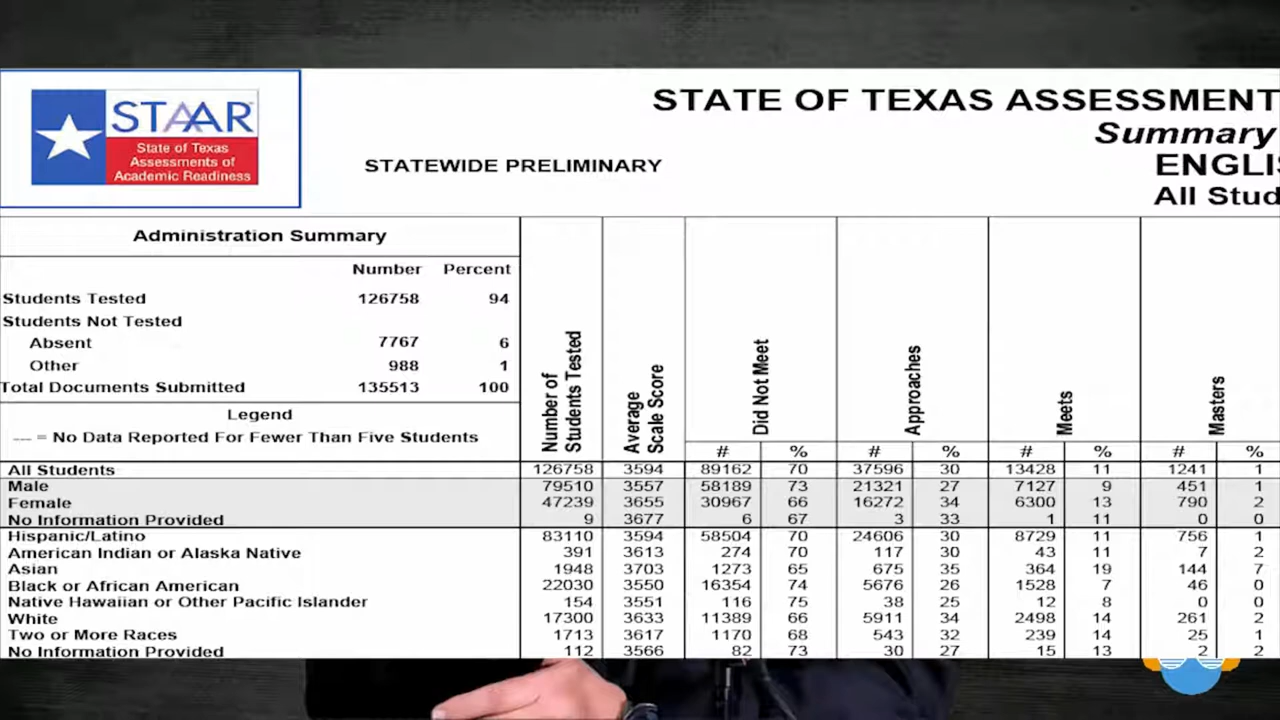 STAAR
State of Texas
Assessments of
Academic Readiness
STATEWIDE PRELIMINARY
STATE OF TEXAS ASSESSMENT
Summary
ENGLI
All Stud
Administration Summary
Number Percent
Students Tested 126758 94
Students Not Tested
Absent 7767 6
Other 988 1
Total Documents Submitted 135513 100
Legend
--- = No Data Reported For Fewer Than Five Students
Number of
Students Tested
Average
Scale Score
Did Not Meet
Approaches
Meets
Masters
# % # % # % # %
All Students 126758 3594 89162 70 37596 30 13428 11 1241 1
Male 79510 3557 58189 73 21321 27 7127 9 451 1
Female 47239 3655 30967 66 16272 34 6300 13 790 2
No Information Provided 9 3677 6 67 3 33 1 11 0 0
Hispanic/Latino 83110 3594 58504 70 24606 30 8729 11 756 1
American Indian or Alaska Native 391 3613 274 70 117 30 43 11 7 2
Asian 1948 3703 1273 65 675 35 364 19 144 7
Black or African American 22030 3550 16354 74 5676 26 1528 7 46 0
Native Hawaiian or Other Pacific Islander 154 3551 116 75 38 25 12 8 0 0
White 17300 3633 11389 66 5911 34 2498 14 261 2
Two or More Races 1713 3617 1170 68 543 32 239 14 25 1
No Information Provided 112 3566 82 73 30 27 15 13 2 2